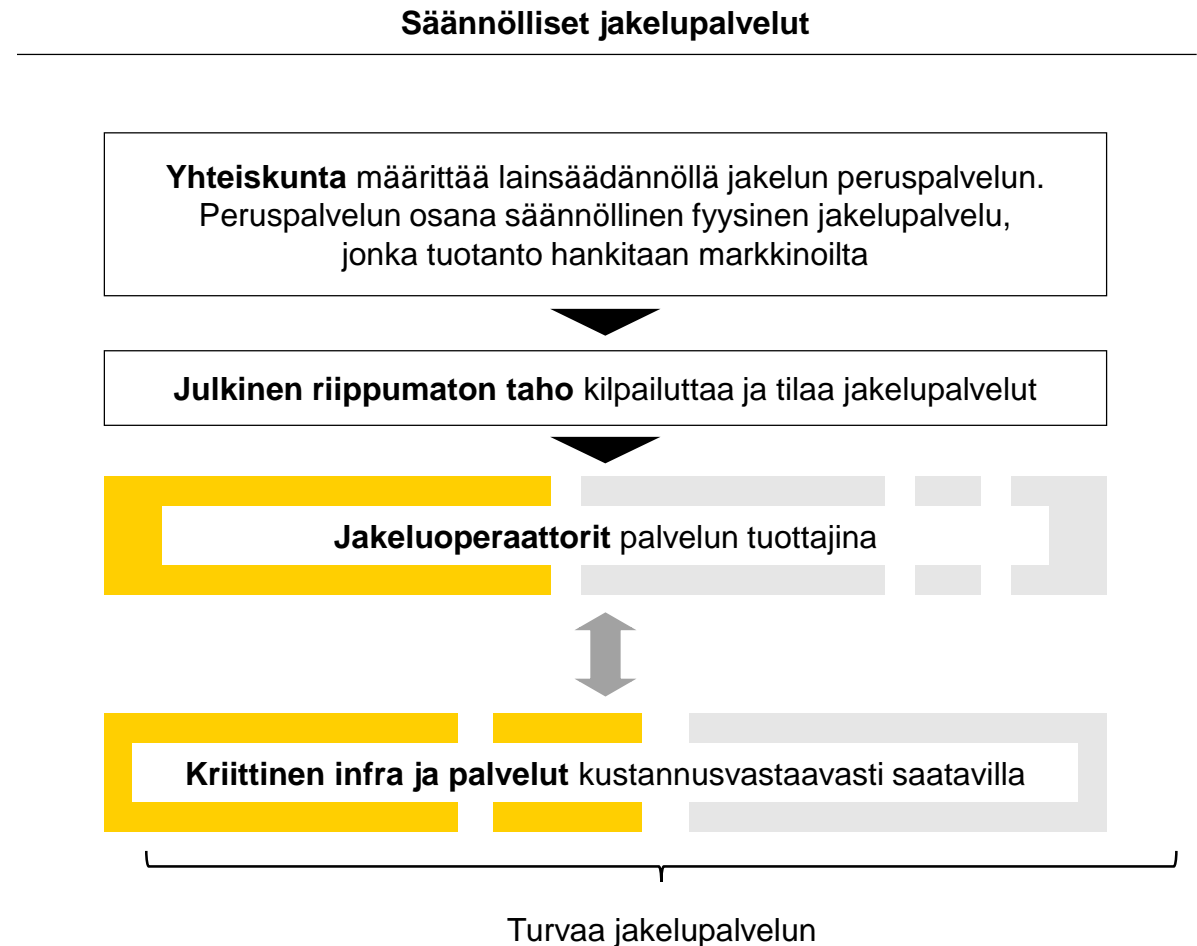 Säännölliset jakelupalvelut
Yhteiskunta määrittää lainsäädännöllä jakelun peruspalvelun.
Peruspalvelun osana säännöllinen fyysinen jakelupalvelu,
jonka tuotanto hankitaan markkinoilta
Julkinen riippumaton taho kilpailuttaa ja tilaa jakelupalvelut
Jakeluoperaattorit palvelun tuottajina
Kriittinen infra ja palvelut kustannusvastaavasti saatavilla
Turvaa jakelupalvelun